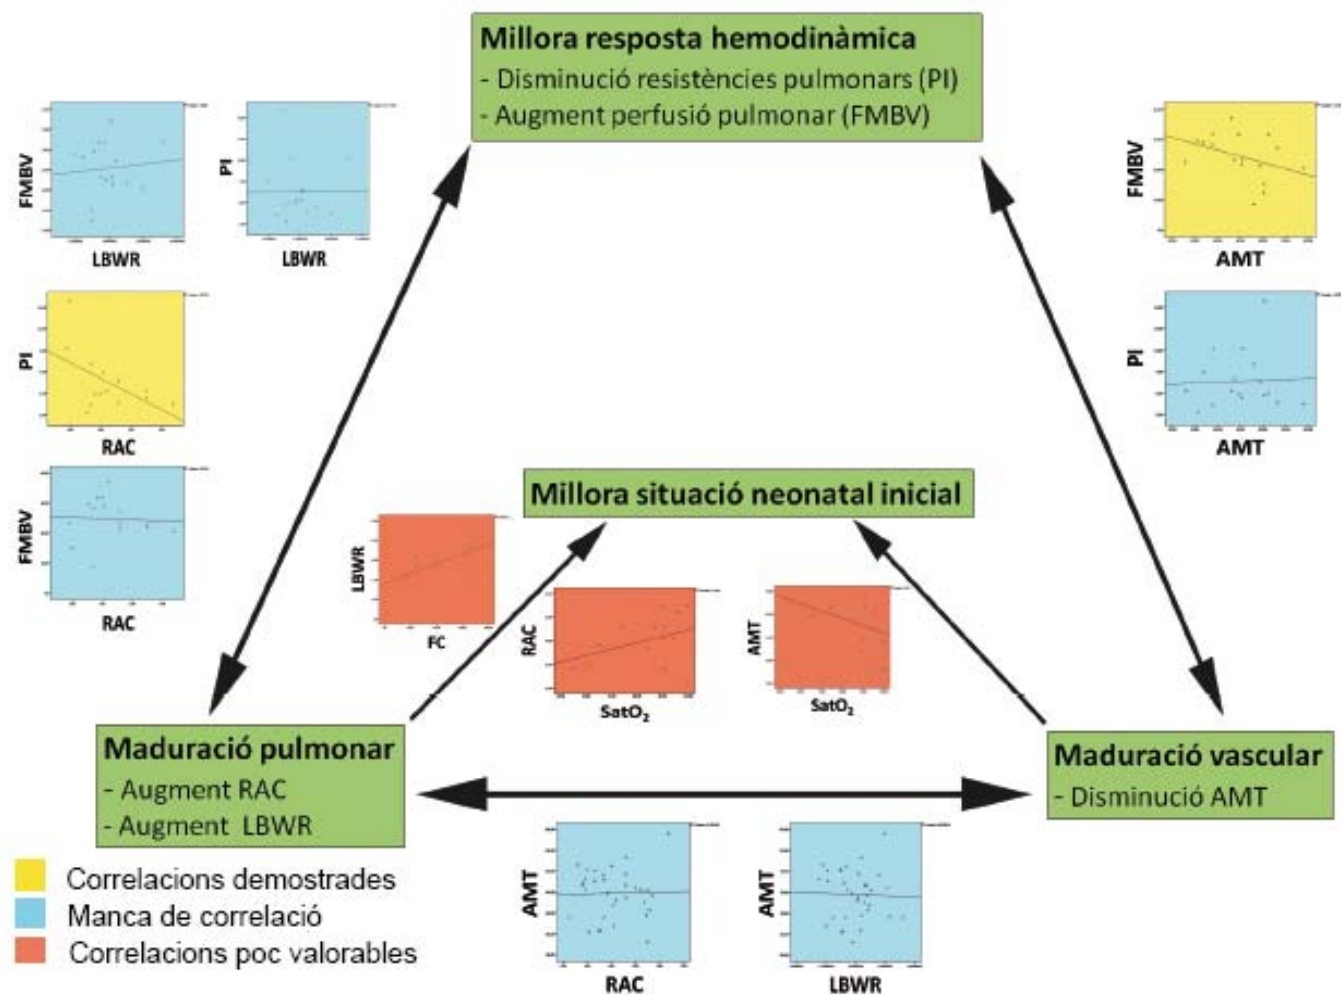 Millora resposta hemodinàmica
- Disminució resistències pulmonars (PI)
- Augment perfusió pulmonar (FMBV)
FMBV
LBWR
PI
LBWR
FMBV
AMT
PI
RAC
PI
AMT
FMBV
RAC
Millora situació neonatal inicial
LBWR
FC
RAC
SatO₂
AMT
SatO₂
Maduració pulmonar
- Augment RAC
- Augment LBWR
Maduració vascular
- Disminució AMT
AMT
RAC
AMT
LBWR
Correlacions demostrades
Manca de correlació
Correlacions poc valorables